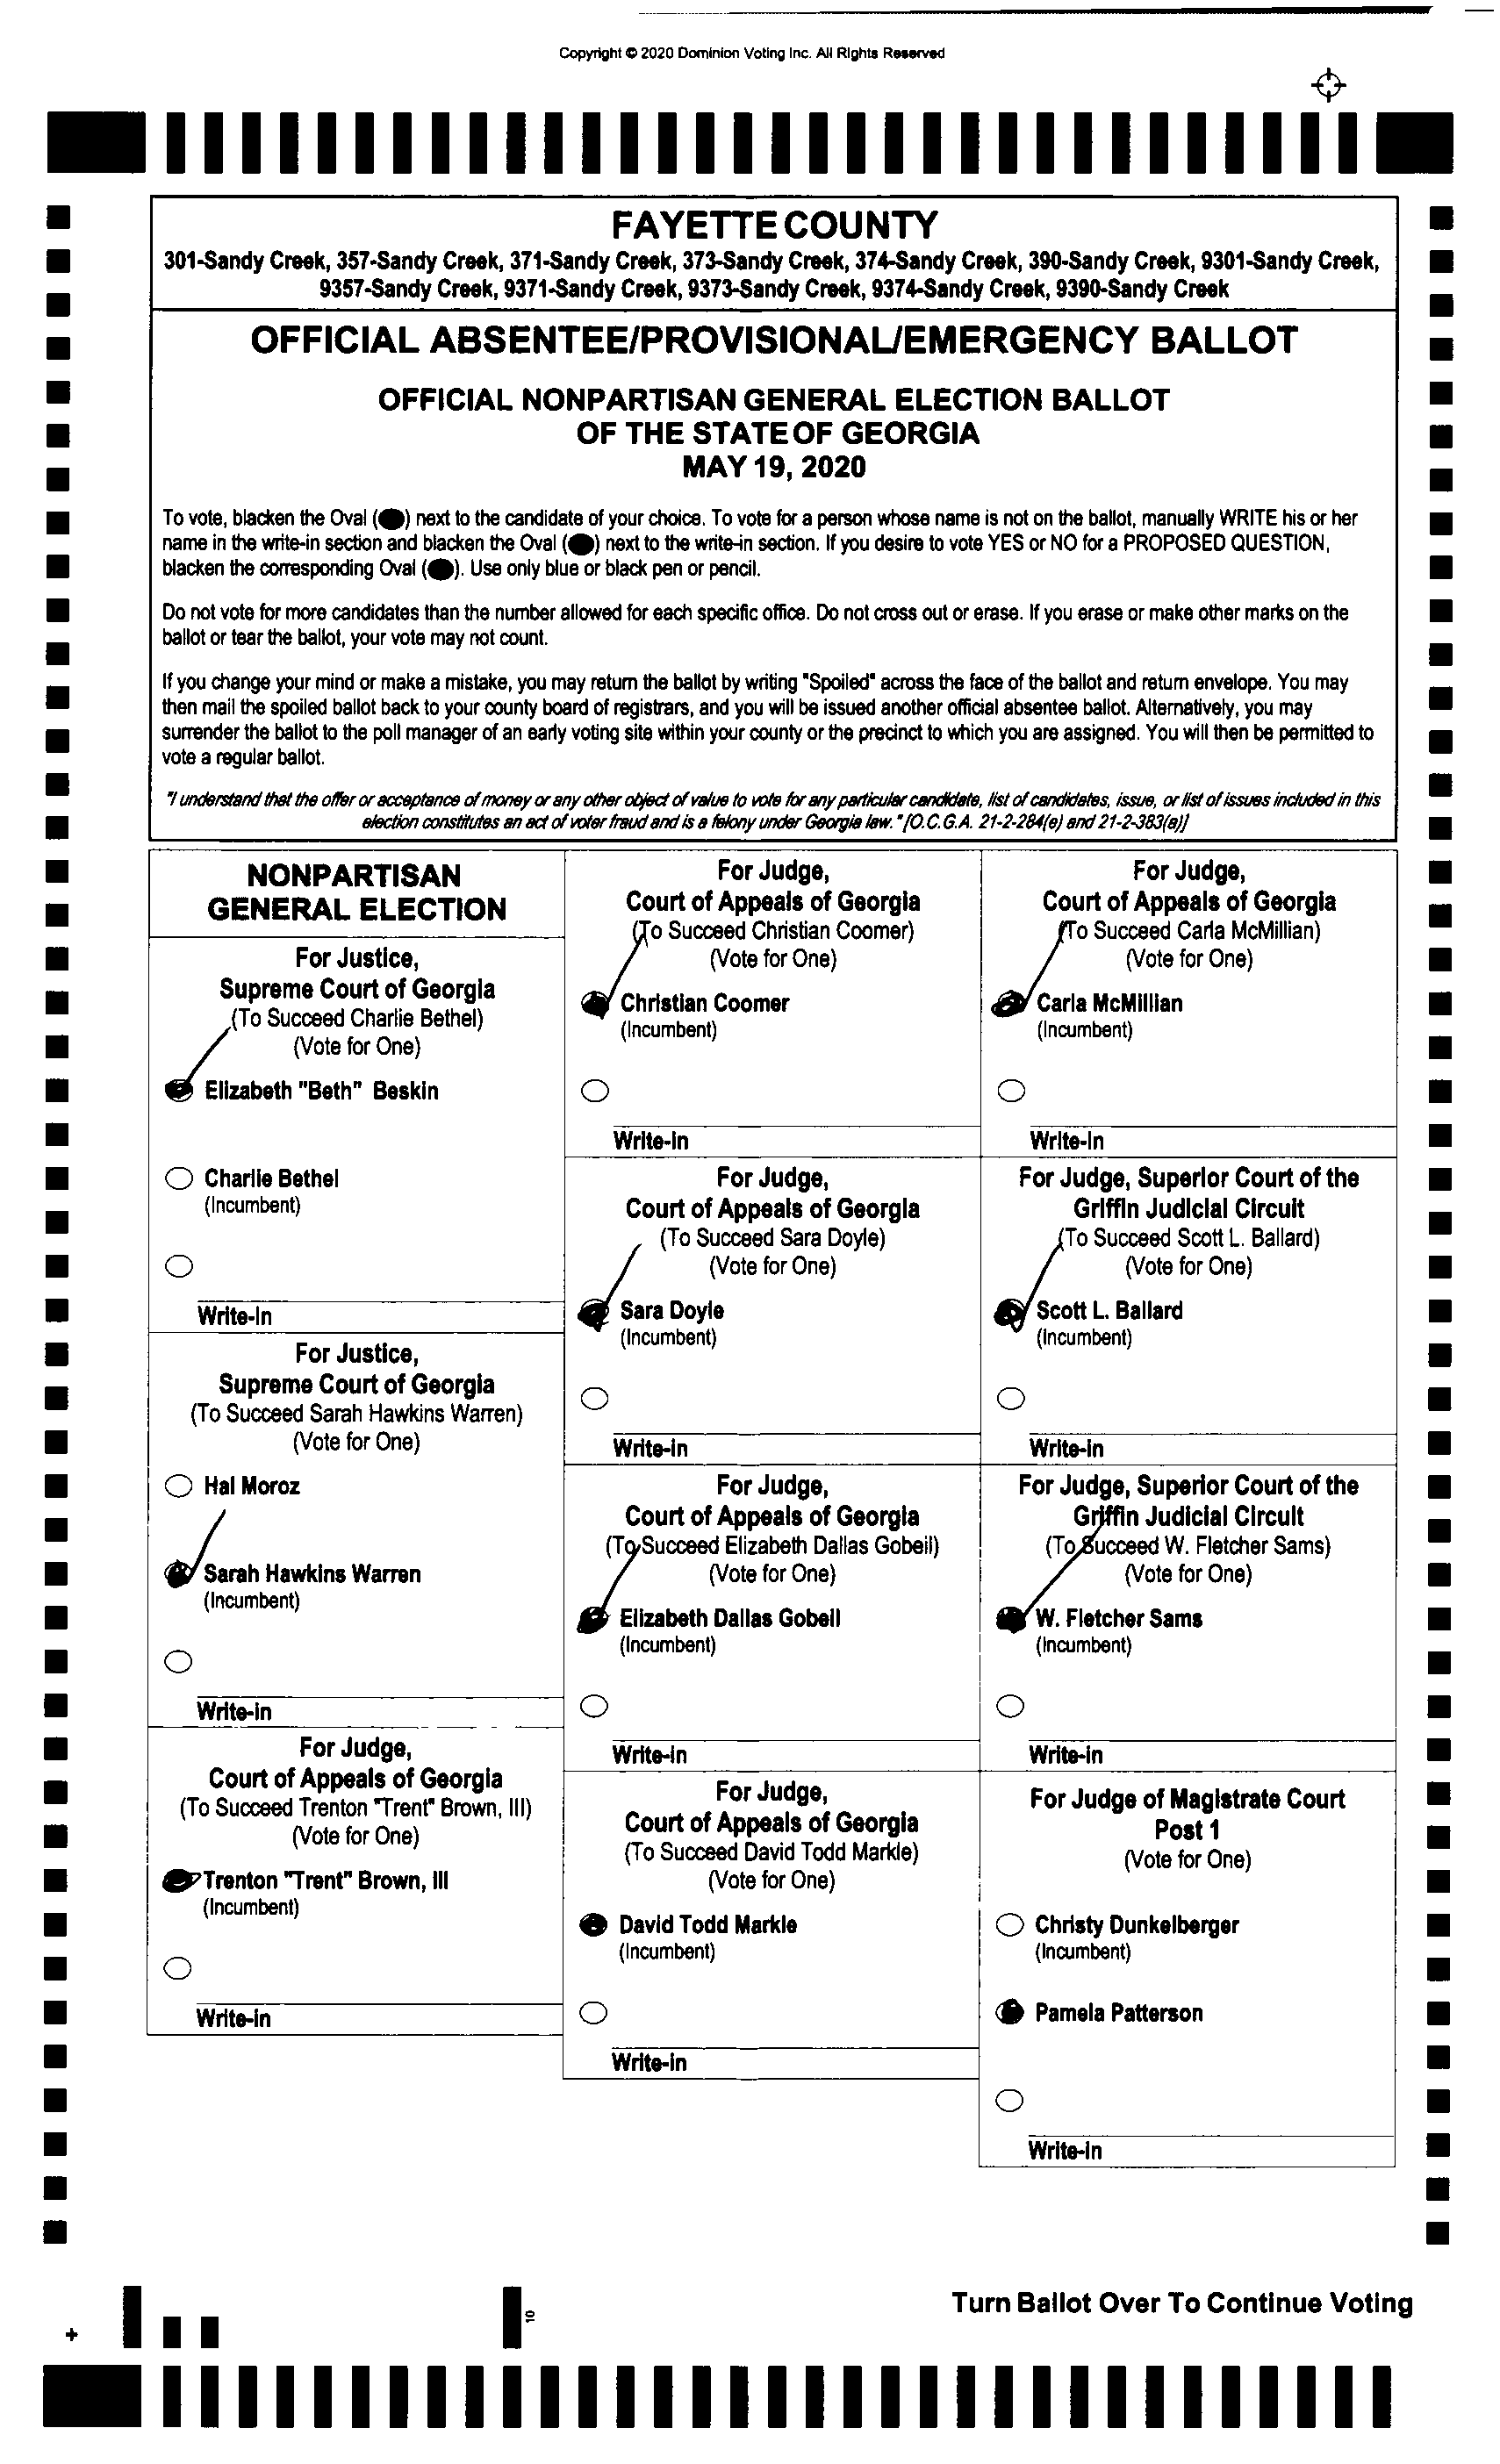 Copyright © 2020 Dominion Voting Inc. All Rights Reserved
FAYETTE COUNTY
301-Sandy Creek, 357-Sandy Creek, 371-Sandy Creek, 373-Sandy Creek, 374-Sandy Creek, 390-Sandy Creek, 9301-Sandy Creek,
9357-Sandy Creek, 9371-Sandy Creek, 9373-Sandy Creek, 9374-Sandy Creek, 9390-Sandy Creek
OFFICIAL ABSENTEE/PROVISIONAL/EMERGENCY BALLOT
OFFICIAL NONPARTISAN GENERAL ELECTION BALLOT
OF THE STATE OF GEORGIA
MAY 19, 2020
To vote, blacken the Oval (●) next to the candidate of your choice. To vote for a person whose name is not on the ballot, manually WRITE his or her
name in the write-in section and blacken the Oval (●) next to the write-in section. If you desire to vote YES or NO for a PROPOSED QUESTION,
blacken the corresponding Oval (●). Use only blue or black pen or pencil.
Do not vote for more candidates than the number allowed for each specific office. Do not cross out or erase. If you erase or make other marks on the
ballot or tear the ballot, your vote may not count.
If you change your mind or make a mistake, you may return the ballot by writing "Spoiled" across the face of the ballot and return envelope. You may
then mail the spoiled ballot back to your county board of registrars, and you will be issued another official absentee ballot. Alternatively, you may
surrender the ballot to the poll manager of an early voting site within your county or the precinct to which you are assigned. You will then be permitted to
vote a regular ballot.
"I understand that the offer or acceptance of money or any other object of value to vote for any particular candidate, list of candidates, issue, or list of issues included in this
election constitutes an act of voter fraud and is a felony under Georgia law." [O.C.G.A. 21-2-284(e) and 21-2-383(a)]
NONPARTISAN
GENERAL ELECTION
For Justice,
Supreme Court of Georgia
(To Succeed Charlie Bethel)
(Vote for One)
Elizabeth "Beth" Beskin
Charlie Bethel
(Incumbent)
Write-in
For Justice,
Supreme Court of Georgia
(To Succeed Sarah Hawkins Warren)
(Vote for One)
Hal Moroz
Sarah Hawkins Warren
(Incumbent)
Write-in
For Judge,
Court of Appeals of Georgia
(To Succeed Trenton "Trent" Brown, III)
(Vote for One)
Trenton "Trent" Brown, III
(Incumbent)
Write-in
For Judge,
Court of Appeals of Georgia
(To Succeed Christian Coomer)
(Vote for One)
Christian Coomer
(Incumbent)
Write-in
For Judge,
Court of Appeals of Georgia
(To Succeed Sara Doyle)
(Vote for One)
Sara Doyle
(Incumbent)
Write-in
For Judge,
Court of Appeals of Georgia
(To Succeed Elizabeth Dallas Gobeil)
(Vote for One)
Elizabeth Dallas Gobeil
(Incumbent)
Write-in
For Judge,
Court of Appeals of Georgia
(To Succeed David Todd Markle)
(Vote for One)
David Todd Markle
(Incumbent)
Write-in
For Judge,
Court of Appeals of Georgia
(To Succeed Carla McMillian)
(Vote for One)
Carla McMillian
(Incumbent)
Write-in
For Judge, Superior Court of the
Griffin Judicial Circuit
(To Succeed Scott L. Ballard)
(Vote for One)
Scott L. Ballard
(Incumbent)
Write-in
For Judge, Superior Court of the
Griffin Judicial Circuit
(To Succeed W. Fletcher Sams)
(Vote for One)
W. Fletcher Sams
(Incumbent)
Write-in
For Judge of Magistrate Court
Post 1
(Vote for One)
Christy Dunkelberger
(Incumbent)
Pamela Patterson
Write-in
Turn Ballot Over To Continue Voting
10